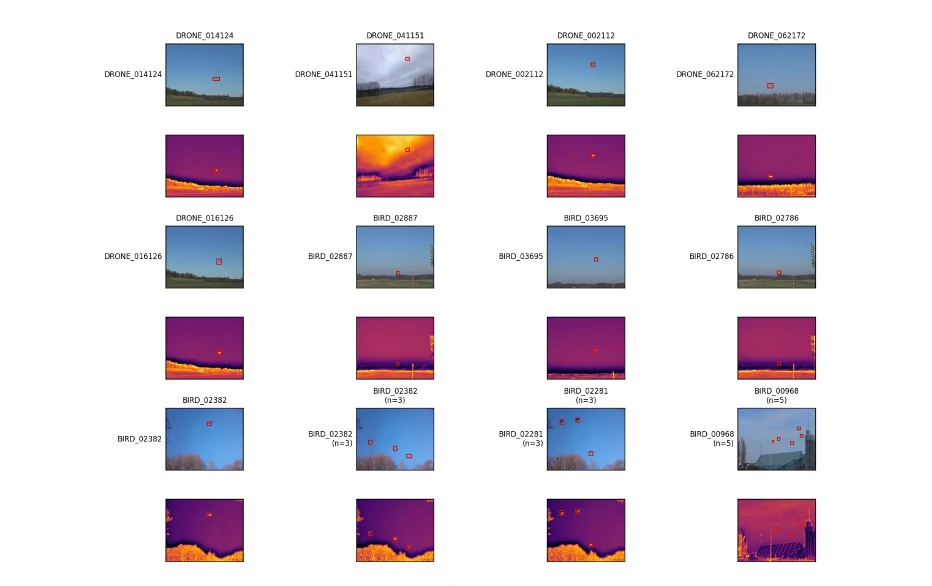 DRONE_014124
DRONE_041151
DRONE_002112
DRONE_062172
DRONE_014124
DRONE_041151
DRONE_002112
DRONE_062172
DRONE_016126
BIRD_02887
BIRD_03695
BIRD_02786
DRONE_016126
BIRD_02887
BIRD_03695
BIRD_02786
BIRD_02382
BIRD_02382
(n=3)
BIRD_02281
(n=3)
BIRD_00968
(n=5)
BIRD_02382
BIRD_02382
(n=3)
BIRD_02281
(n=3)
BIRD_00968
(n=5)